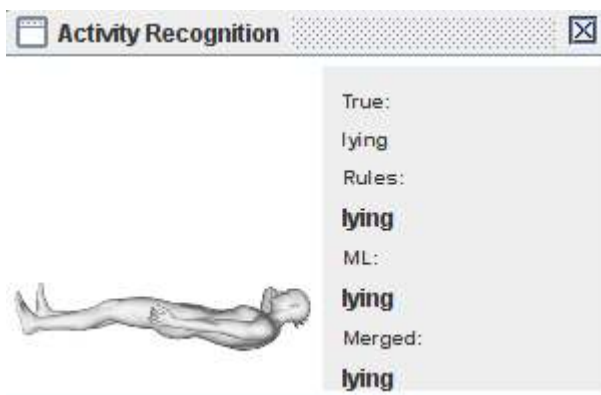 Activity Recognition
True:
lying
Rules:
lying
ML:
lying
Merged:
lying